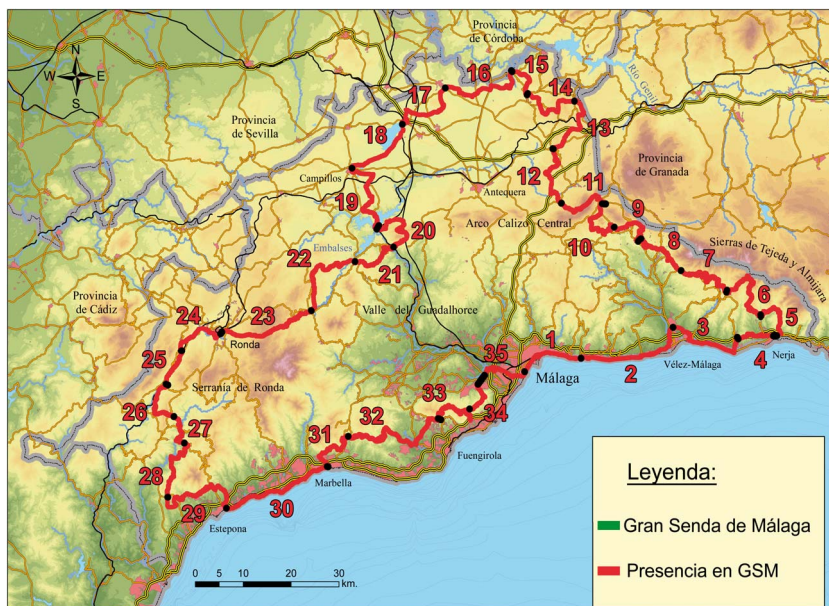 Provincia
de Córdoba
N
W
E
S
Provincia
de Sevilla
Río Genil
15
16
14
17
18
13
Provincia
de Granada
Campillos
12
Antequera
11
19
9
Arco Calizo Central
20
10
Sierras de Tejeda y Almijara
Embalses
8
22
21
7
Provincia
de Cádiz
6
24
23
Valle del Guadalhorce
5
Ronda
1
3
4
25
35
Málaga
2
Vélez-Málaga
Nerja
Serranía de Ronda
26
33
34
27
31
32
Fuengirola
28
Marbella
29
30
Estepona
0
5
10
20
30
km.
Leyenda:
Gran Senda de Málaga
Presencia en GSM